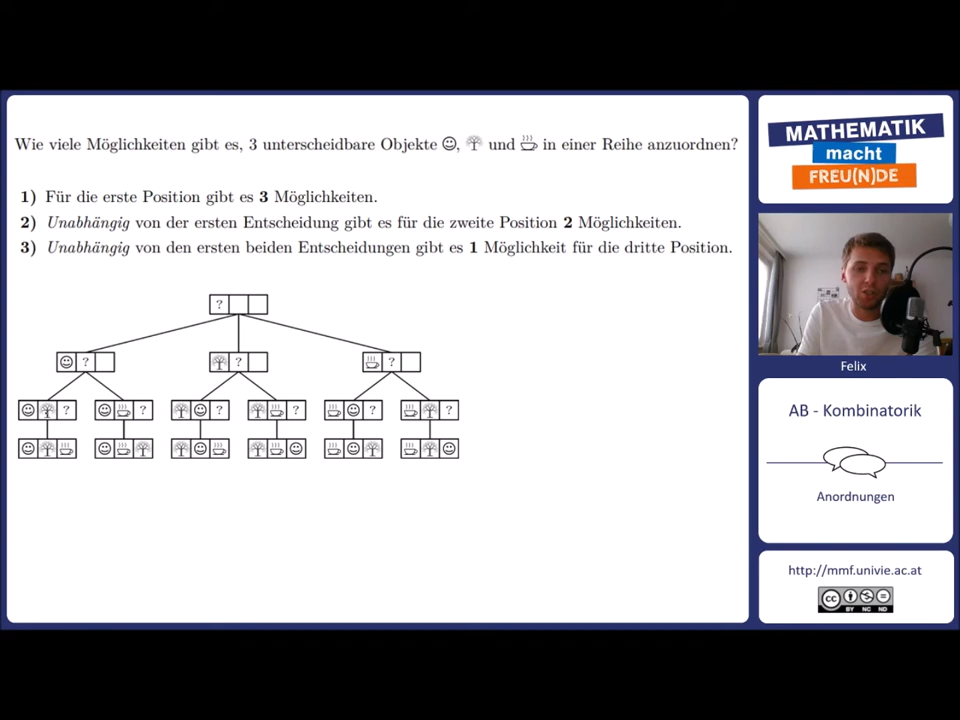 Wie viele Möglichkeiten gibt es, 3 unterscheidbare Objekte ☺, und in einer Reihe anzuordnen?
1) Für die erste Position gibt es 3 Möglichkeiten.
2) Unabhängig von der ersten Entscheidung gibt es für die zweite Position 2 Möglichkeiten.
3) Unabhängig von den ersten beiden Entscheidungen gibt es 1 Möglichkeit für die dritte Position.
?
? ? ?
? ? ? ? ? ?
MATHEMATIK
macht
FREU(N)DE
Felix
AB - Kombinatorik
Anordnungen
http://mmf.univie.ac.at
cc
BY NC ND